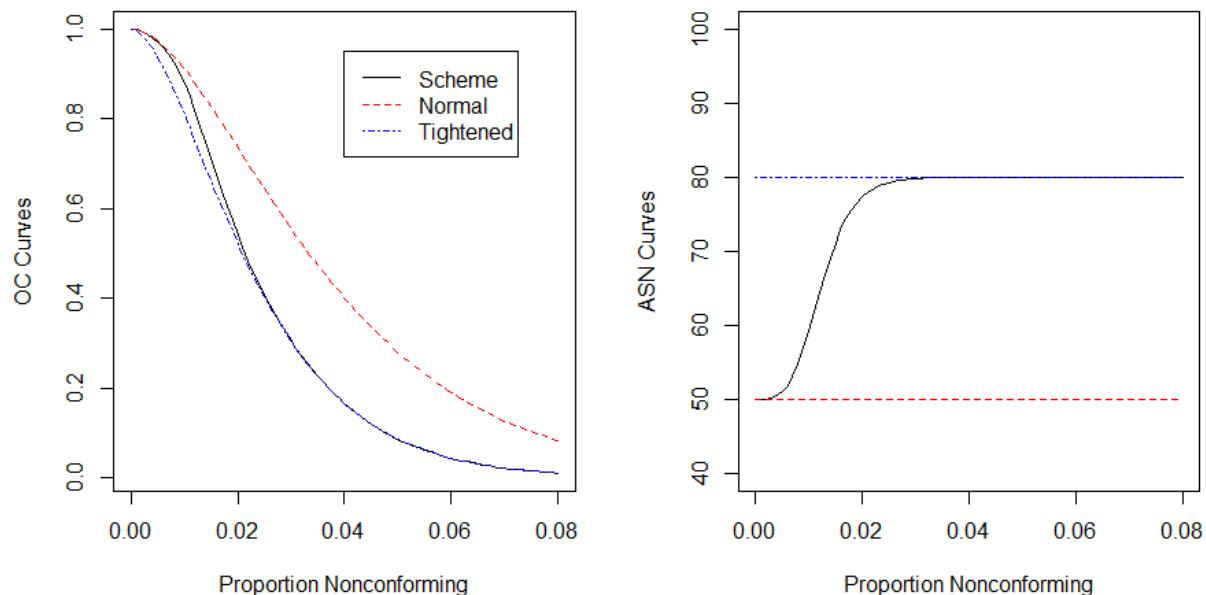 OC Curves
1.0
0.8
0.6
0.4
0.2
0.0
Scheme
Normal
Tightened
0.00 0.02 0.04 0.06 0.08
Proportion Nonconforming
ASN Curves
100
90
80
70
60
50
40
0.00 0.02 0.04 0.06 0.08
Proportion Nonconforming